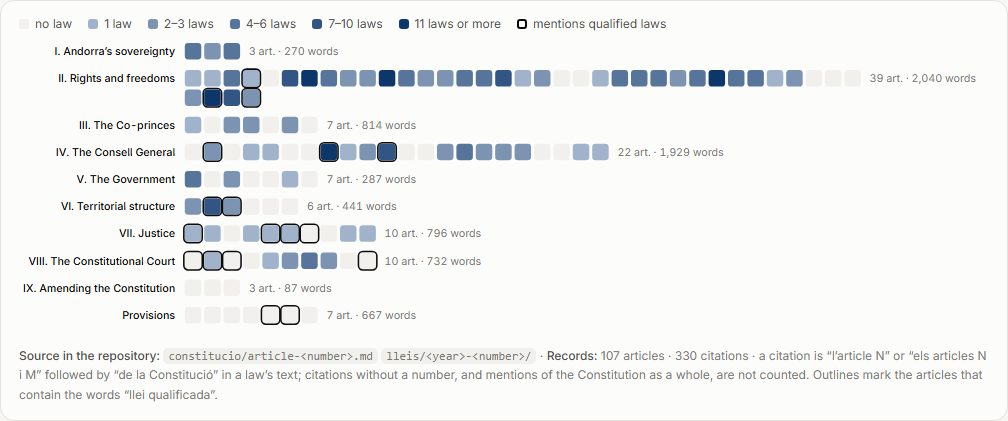 no law 1 law 2–3 laws 4–6 laws 7–10 laws 11 laws or more mentions qualified laws
I. Andorra’s sovereignty 3 art. · 270 words
II. Rights and freedoms 39 art. · 2,040 words
III. The Co-princes 7 art. · 814 words
IV. The Consell General 22 art. · 1,929 words
V. The Government 7 art. · 287 words
VI. Territorial structure 6 art. · 441 words
VII. Justice 10 art. · 796 words
VIII. The Constitutional Court 10 art. · 732 words
IX. Amending the Constitution 3 art. · 87 words
Provisions 7 art. · 667 words
Source in the repository: constitucio/article-<number>.md lleis/<year>-<number>/ · Records: 107 articles · 330 citations · a citation is “l’article N” or “els articles N
i M” followed by “de la Constitució” in a law’s text; citations without a number, and mentions of the Constitution as a whole, are not counted. Outlines mark the articles that
contain the words “llei qualificada”.